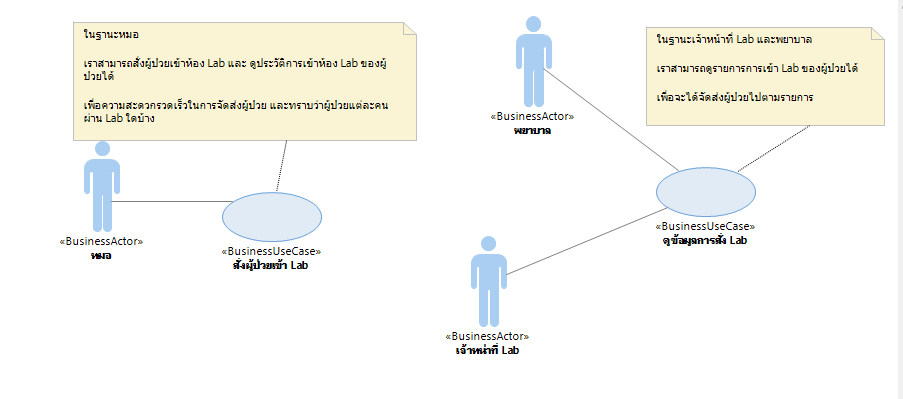 ในฐานะหมอ
เราสามารถสั่งผู้ป่วยเข้าห้อง Lab และ ดูประวัติการเข้าห้อง Lab ของผู้
ป่วยได้
เพื่อความสะดวกรวดเร็วในการจัดส่งผู้ป่วย และทราบว่าผู้ป่วยแต่ละคน
ผ่าน Lab ใดบ้าง
«BusinessActor»
หมอ
«BusinessUseCase»
สั่งผู้ป่วยเข้า Lab
«BusinessActor»
พยาบาล
ในฐานะเจ้าหน้าที่ Lab และพยาบาล
เราสามารถดูรายการการเข้า Lab ของผู้ป่วยได้
เพื่อจะได้จัดส่งผู้ป่วยไปตามรายการ
«BusinessUseCase»
ดูข้อมูลการสั่ง Lab
«BusinessActor»
เจ้าหน้าที่ Lab